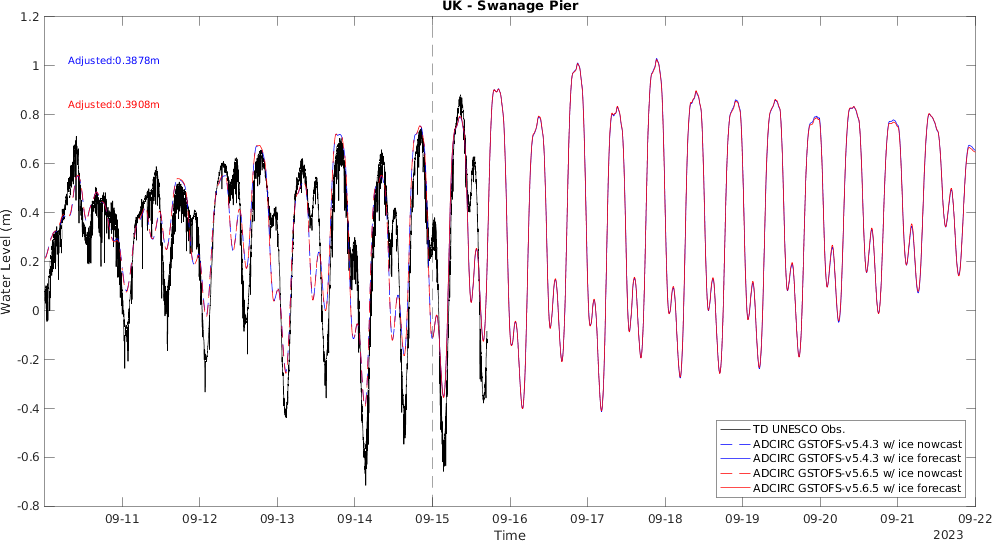 UK - Swanage Pier
1.2
1
0.8
0.6
0.4
0.2
0
-0.2
-0.4
-0.6
-0.8
Water Level (m)
Adjusted:0.3878m
Adjusted:0.3908m
TD UNESCO Obs.
ADCIRC GSTOFS-v5.4.3 w/ ice nowcast
ADCIRC GSTOFS-v5.4.3 w/ ice forecast
ADCIRC GSTOFS-v5.6.5 w/ ice nowcast
ADCIRC GSTOFS-v5.6.5 w/ ice forecast
09-11 09-12 09-13 09-14 09-15 09-16 09-17 09-18 09-19 09-20 09-21 09-22
Time
2023